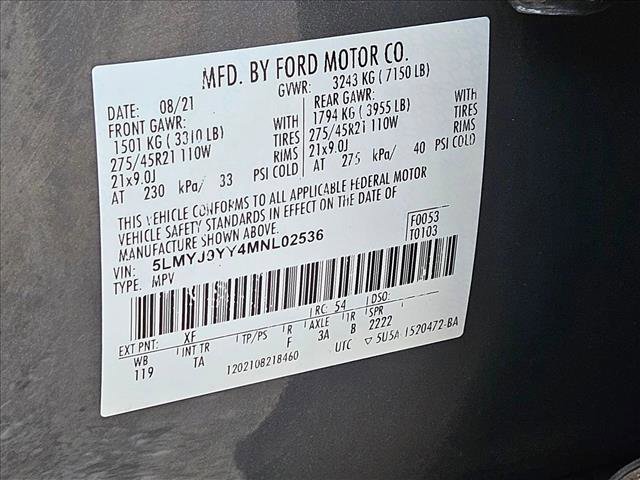 MFD. BY FORD MOTOR CO.
DATE: 08/21
GVWR: 3243 KG ( 7150 LB)
FRONT GAWR:
1501 KG ( 3310 LB) WITH
275/45R21 110W TIRES
21x9.0J RIMS
AT 230 kPa/ 33 PSI COLD
REAR GAWR:
1794 KG ( 3955 LB) WITH
275/45R21 110W TIRES
21x9.0J RIMS
AT 275 kPa/ 40 PSI COLD
THIS VEHICLE CONFORMS TO ALL APPLICABLE FEDERAL MOTOR
VEHICLE SAFETY STANDARDS IN EFFECT ON THE DATE OF
MANUFACTURE SHOWN ABOVE.
F0053
T0103
VIN: 5LMYJ9YY4MNL02536
TYPE: MPV
EXT PNT: XF RC: 54 DSO:
WB INT TR TP/PS R AXLE TR SPR
119 TA F 3A B 2222
1202108218460 UTC ▽ 5U5A 1520472-BA